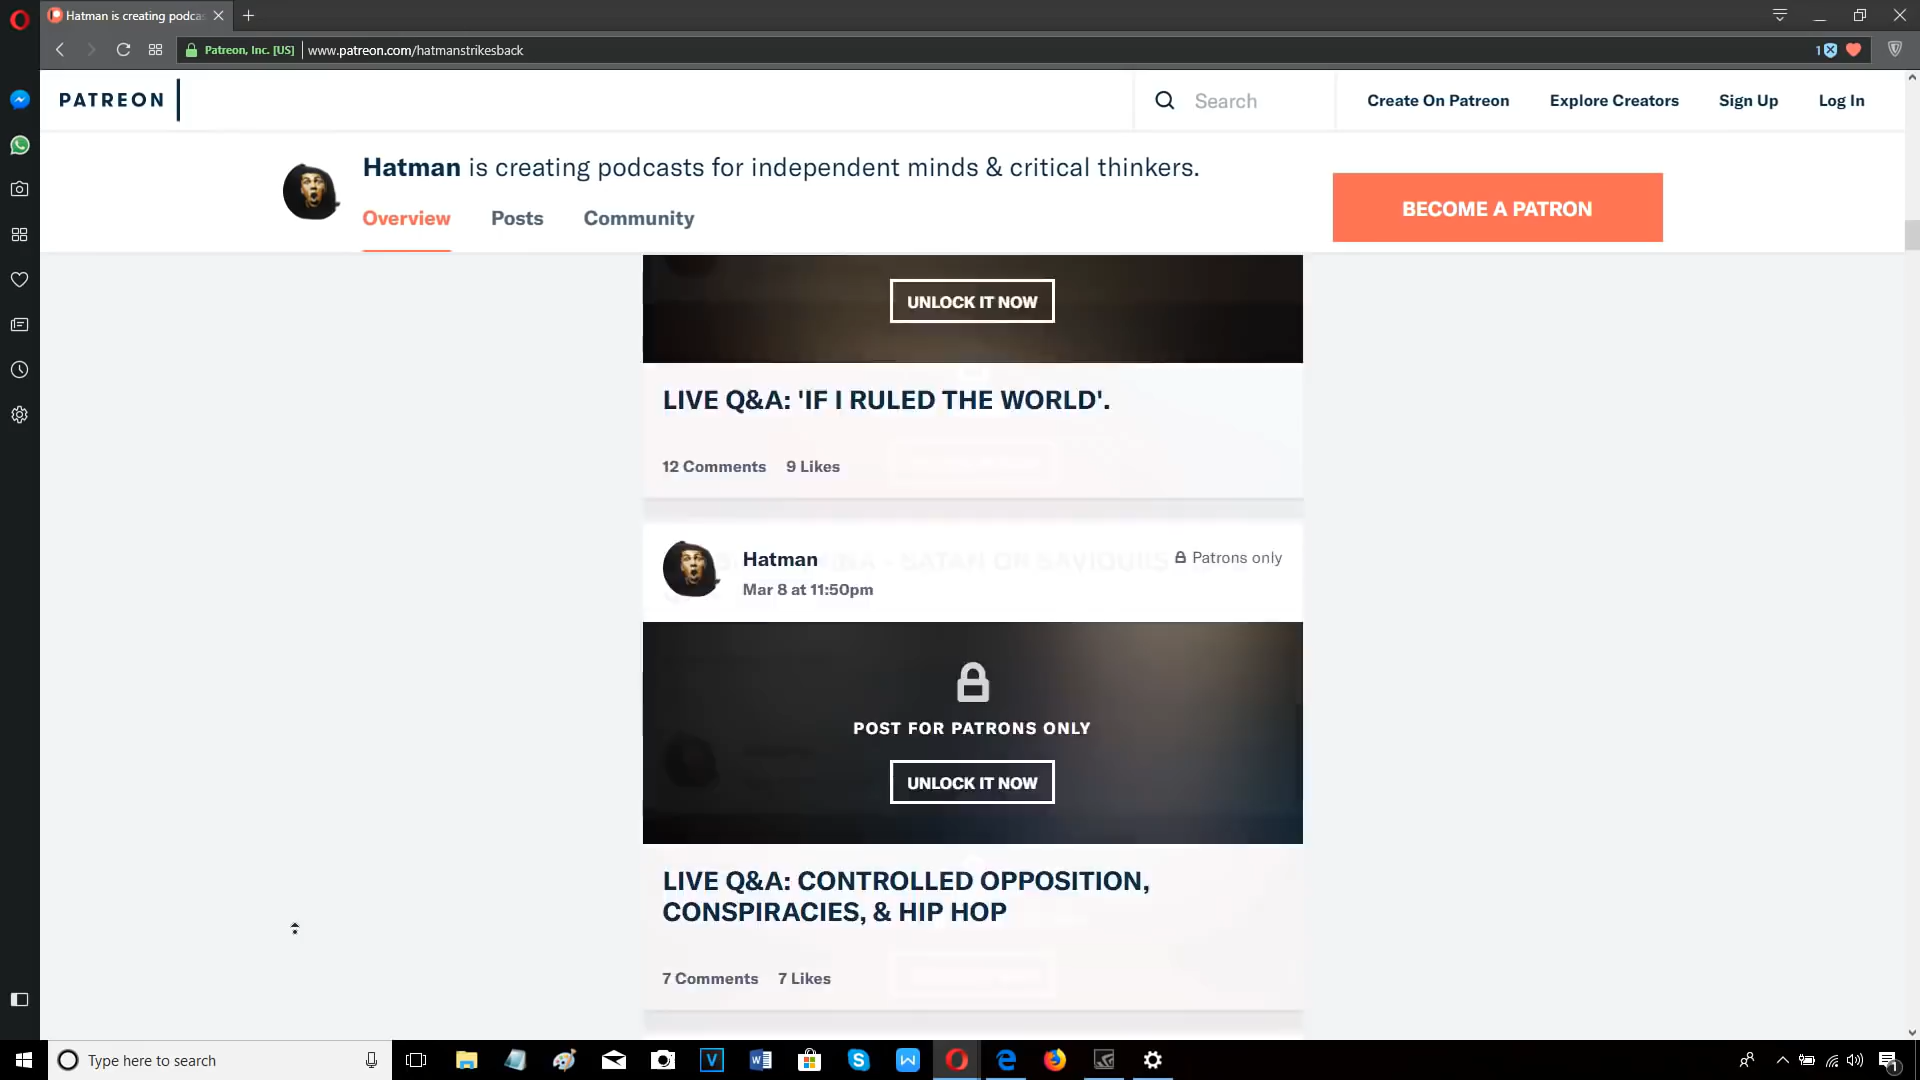 Hatman is creating podca
Patreon, Inc. [US]
www.patreon.com/hatmanstrikesback
1
PATREON
Search
Create On Patreon
Explore Creators
Sign Up
Log In
Hatman is creating podcasts for independent minds & critical thinkers.
Overview
Posts
Community
BECOME A PATRON
UNLOCK IT NOW
LIVE Q&A: 'IF I RULED THE WORLD'.
12 Comments
9 Likes
Hatman
Patrons only
Mar 8 at 11:50pm
POST FOR PATRONS ONLY
UNLOCK IT NOW
LIVE Q&A: CONTROLLED OPPOSITION,
CONSPIRACIES, & HIP HOP
7 Comments
7 Likes
Type here to search
1